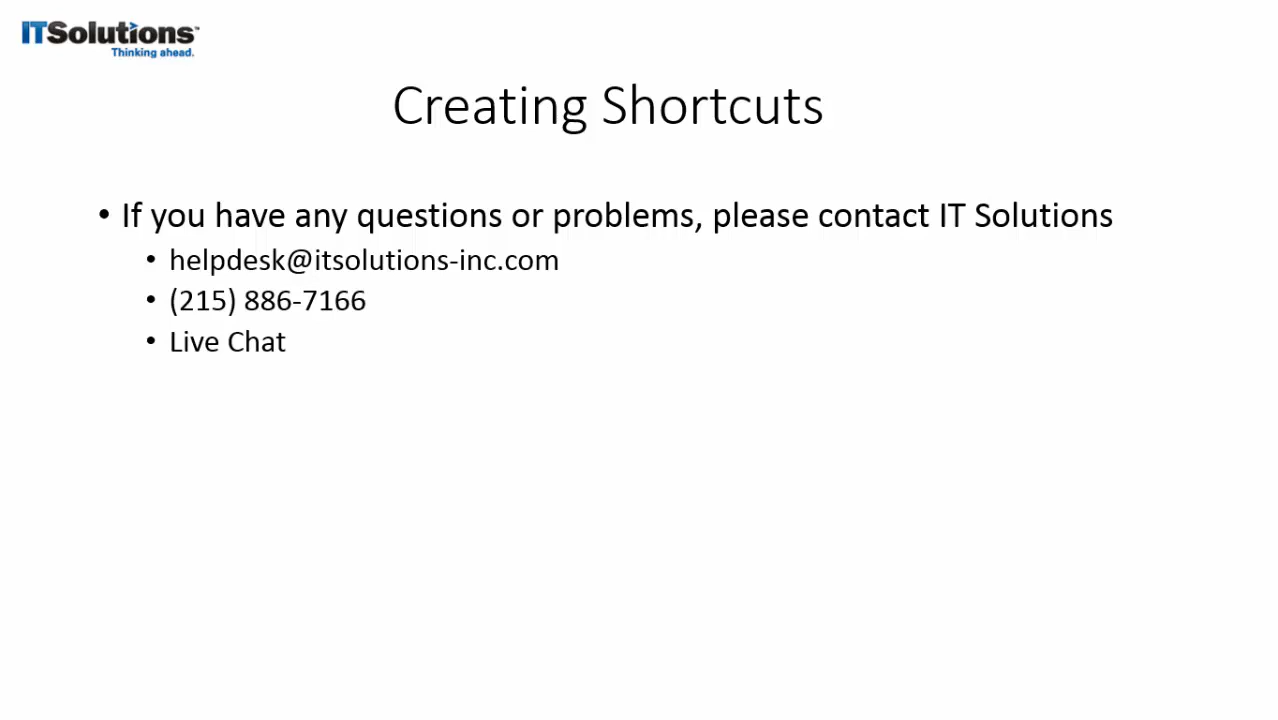 ITSolutions™
Thinking ahead.
Creating Shortcuts
• If you have any questions or problems, please contact IT Solutions
• helpdesk@itsolutions-inc.com
• (215) 886-7166
• Live Chat